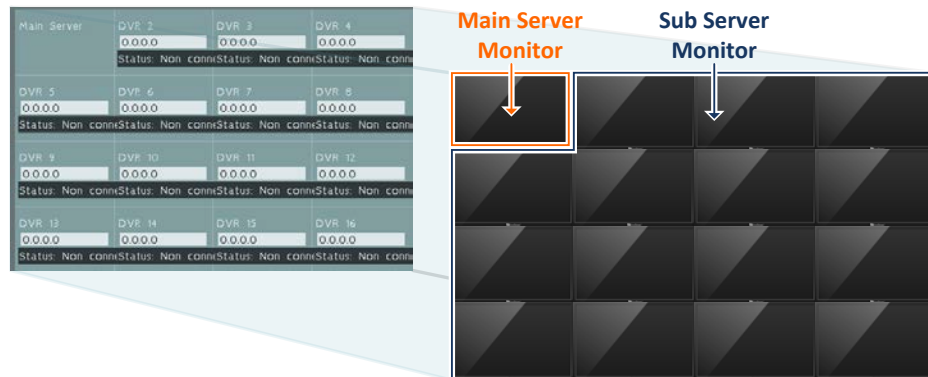 Main Server DVR 2 DVR 3 DVR 4
0.0.0.0 0.0.0.0 0.0.0.0
Status: Non conne Status: Non conne Status: Non conn
DVR 5 DVR 6 DVR 7 DVR 8
0.0.0.0 0.0.0.0 0.0.0.0 0.0.0.0
Status: Non conne Status: Non conne Status: Non conne Status: Non conn
DVR 9 DVR 10 DVR 11 DVR 12
0.0.0.0 0.0.0.0 0.0.0.0 0.0.0.0
Status: Non conne Status: Non conne Status: Non conne Status: Non conn
DVR 13 DVR 14 DVR 15 DVR 16
0.0.0.0 0.0.0.0 0.0.0.0 0.0.0.0
Status: Non conne Status: Non conne Status: Non conne Status: Non conn
Main Server
Monitor
Sub Server
Monitor